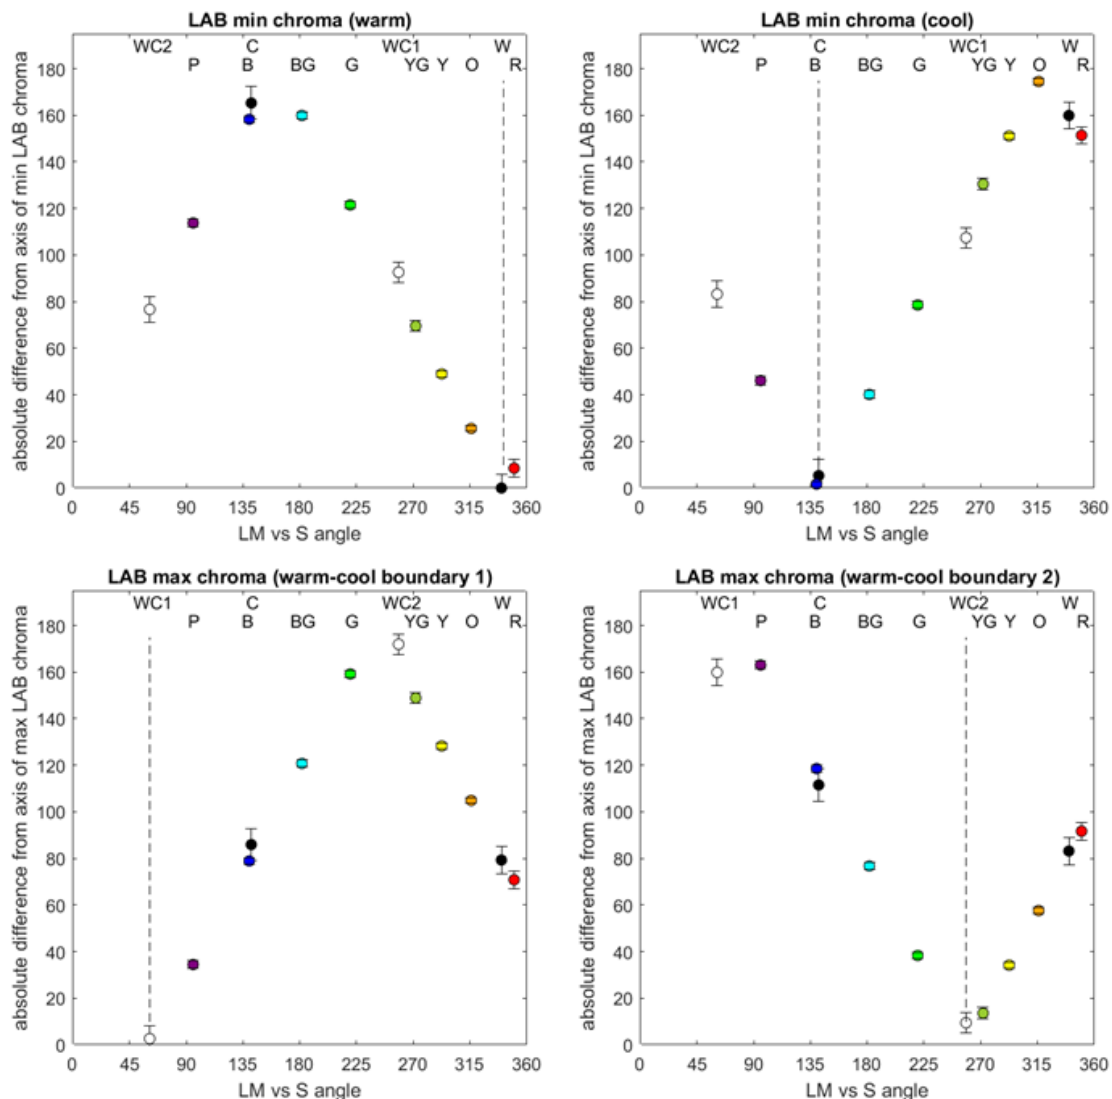 LAB min chroma (warm)
WC2 C WC1 W
P B BG G YG Y O R
180
160
140
120
100
80
60
40
20
0
absolute difference from axis of min LAB chroma
0 45 90 135 180 225 270 315 360
LM vs S angle
LAB min chroma (cool)
WC2 C WC1 W
P B BG G YG Y O R
180
160
140
120
100
80
60
40
20
0
absolute difference from axis of min LAB chroma
0 45 90 135 180 225 270 315 360
LM vs S angle
LAB max chroma (warm-cool boundary 1)
WC1 C WC2 W
P B BG G YG Y O R
180
160
140
120
100
80
60
40
20
0
absolute difference from axis of max LAB chroma
0 45 90 135 180 225 270 315 360
LM vs S angle
LAB max chroma (warm-cool boundary 2)
WC1 C WC2 W
P B BG G YG Y O R
180
160
140
120
100
80
60
40
20
0
absolute difference from axis of max LAB chroma
0 45 90 135 180 225 270 315 360
LM vs S angle